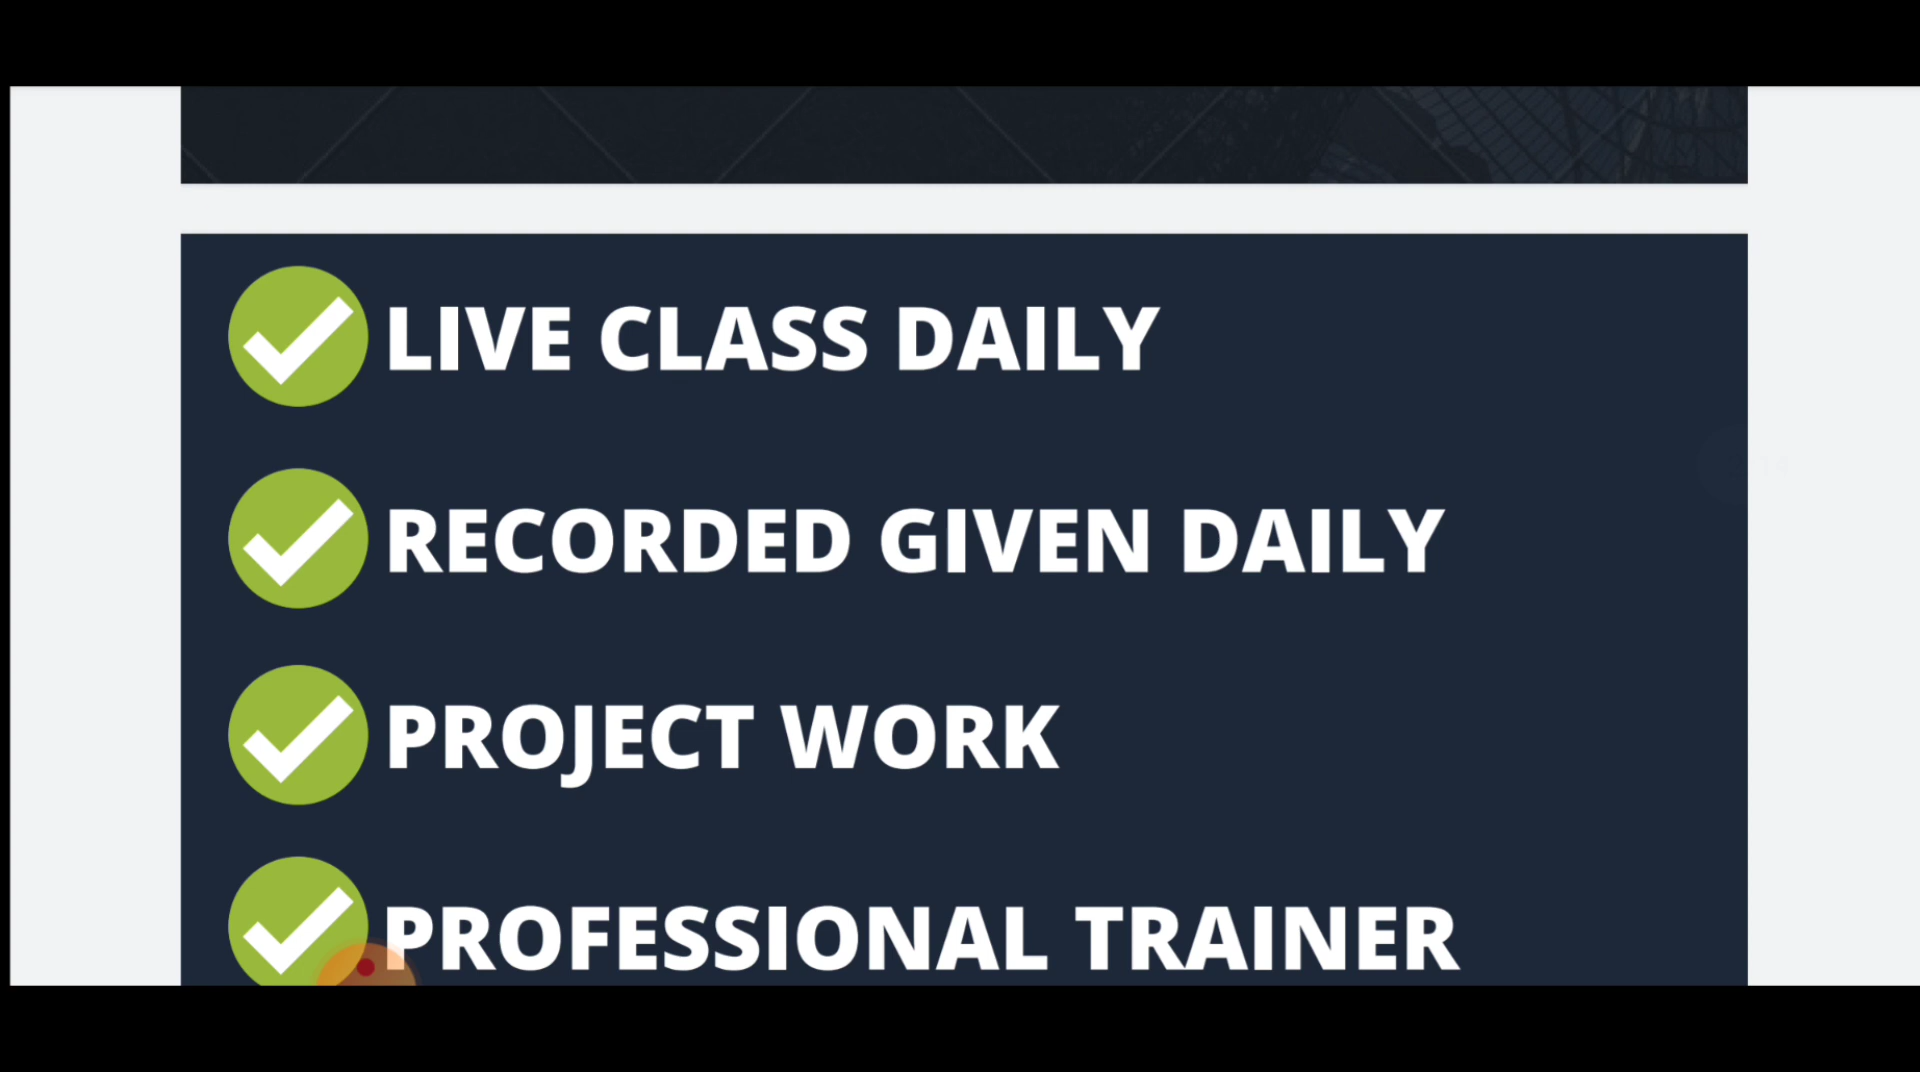 LIVE CLASS DAILY
RECORDED GIVEN DAILY
PROJECT WORK
PROFESSIONAL TRAINER